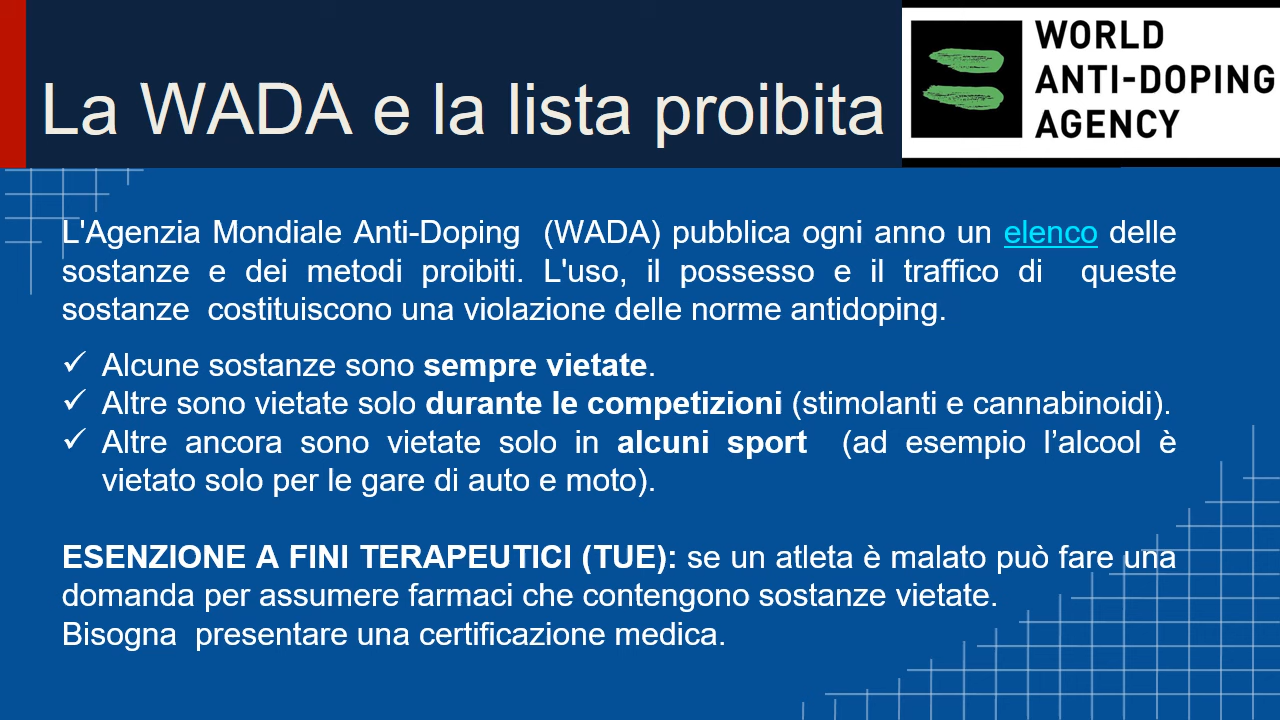 La WADA e la lista proibita
WORLD
ANTI-DOPING
AGENCY
L'Agenzia Mondiale Anti-Doping  (WADA) pubblica ogni anno un elenco delle
sostanze e dei metodi proibiti. L'uso, il possesso e il traffico di  queste
sostanze  costituiscono una violazione delle norme antidoping.
✓ Alcune sostanze sono sempre vietate.
✓ Altre sono vietate solo durante le competizioni (stimolanti e cannabinoidi).
✓ Altre ancora sono vietate solo in alcuni sport  (ad esempio l’alcool è
vietato solo per le gare di auto e moto).
ESENZIONE A FINI TERAPEUTICI (TUE): se un atleta è malato può fare una
domanda per assumere farmaci che contengono sostanze vietate.
Bisogna  presentare una certificazione medica.